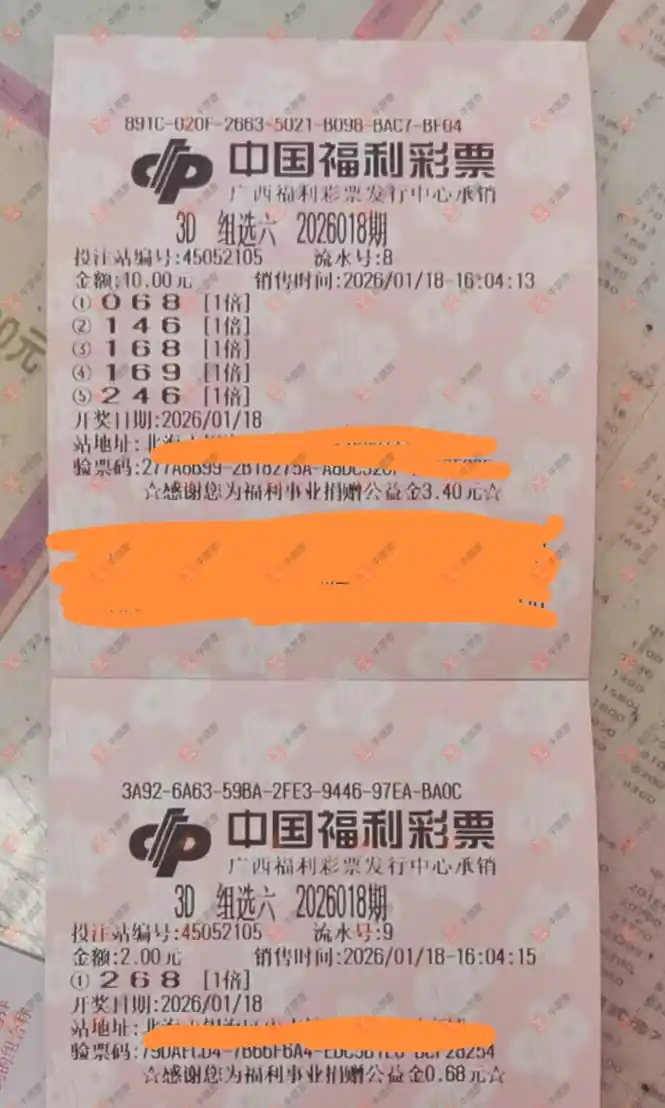 891C-020F-2663-5021-B098-BAC7-BF04
中国福利彩票
广西福利彩票发行中心承销
3D 组选六 2026018期
投注站编号:45052105 流水号:8
金额:10.00元 销售时间:2026/01/18-16:04:13
① 0 6 8 [1倍]
② 1 4 6 [1倍]
③ 1 6 8 [1倍]
④ 1 6 9 [1倍]
⑤ 2 4 6 [1倍]
开奖日期:2026/01/18
站地址:北海
验票码:277A6B99-2B18275A-
☆感谢您为福利事业捐赠公益金3.40元☆
3A92-6A63-59BA-2FE3-9446-97EA-BA0C
中国福利彩票
广西福利彩票发行中心承销
3D 组选六 2026018期
投注站编号:45052105 流水号:9
金额:2.00元 销售时间:2026/01/18-16:04:15
① 2 6 8 [1倍]
开奖日期:2026/01/18
站地址:北海
验票码:
☆感谢您为福利事业捐赠公益金0.68元☆